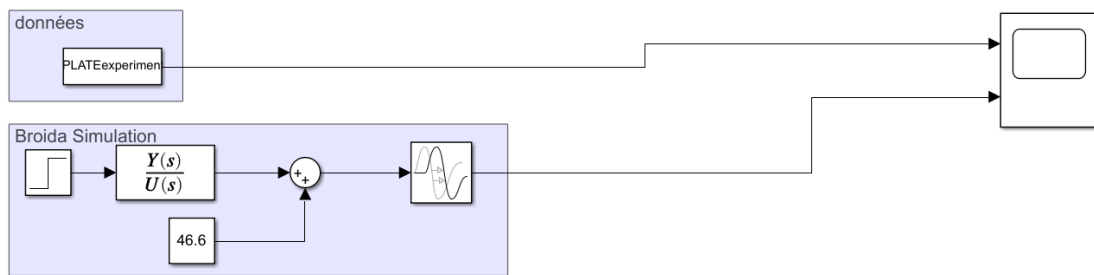 données
PLATEexperimen
Broida Simulation
Y(s)
U(s)
++
46.6